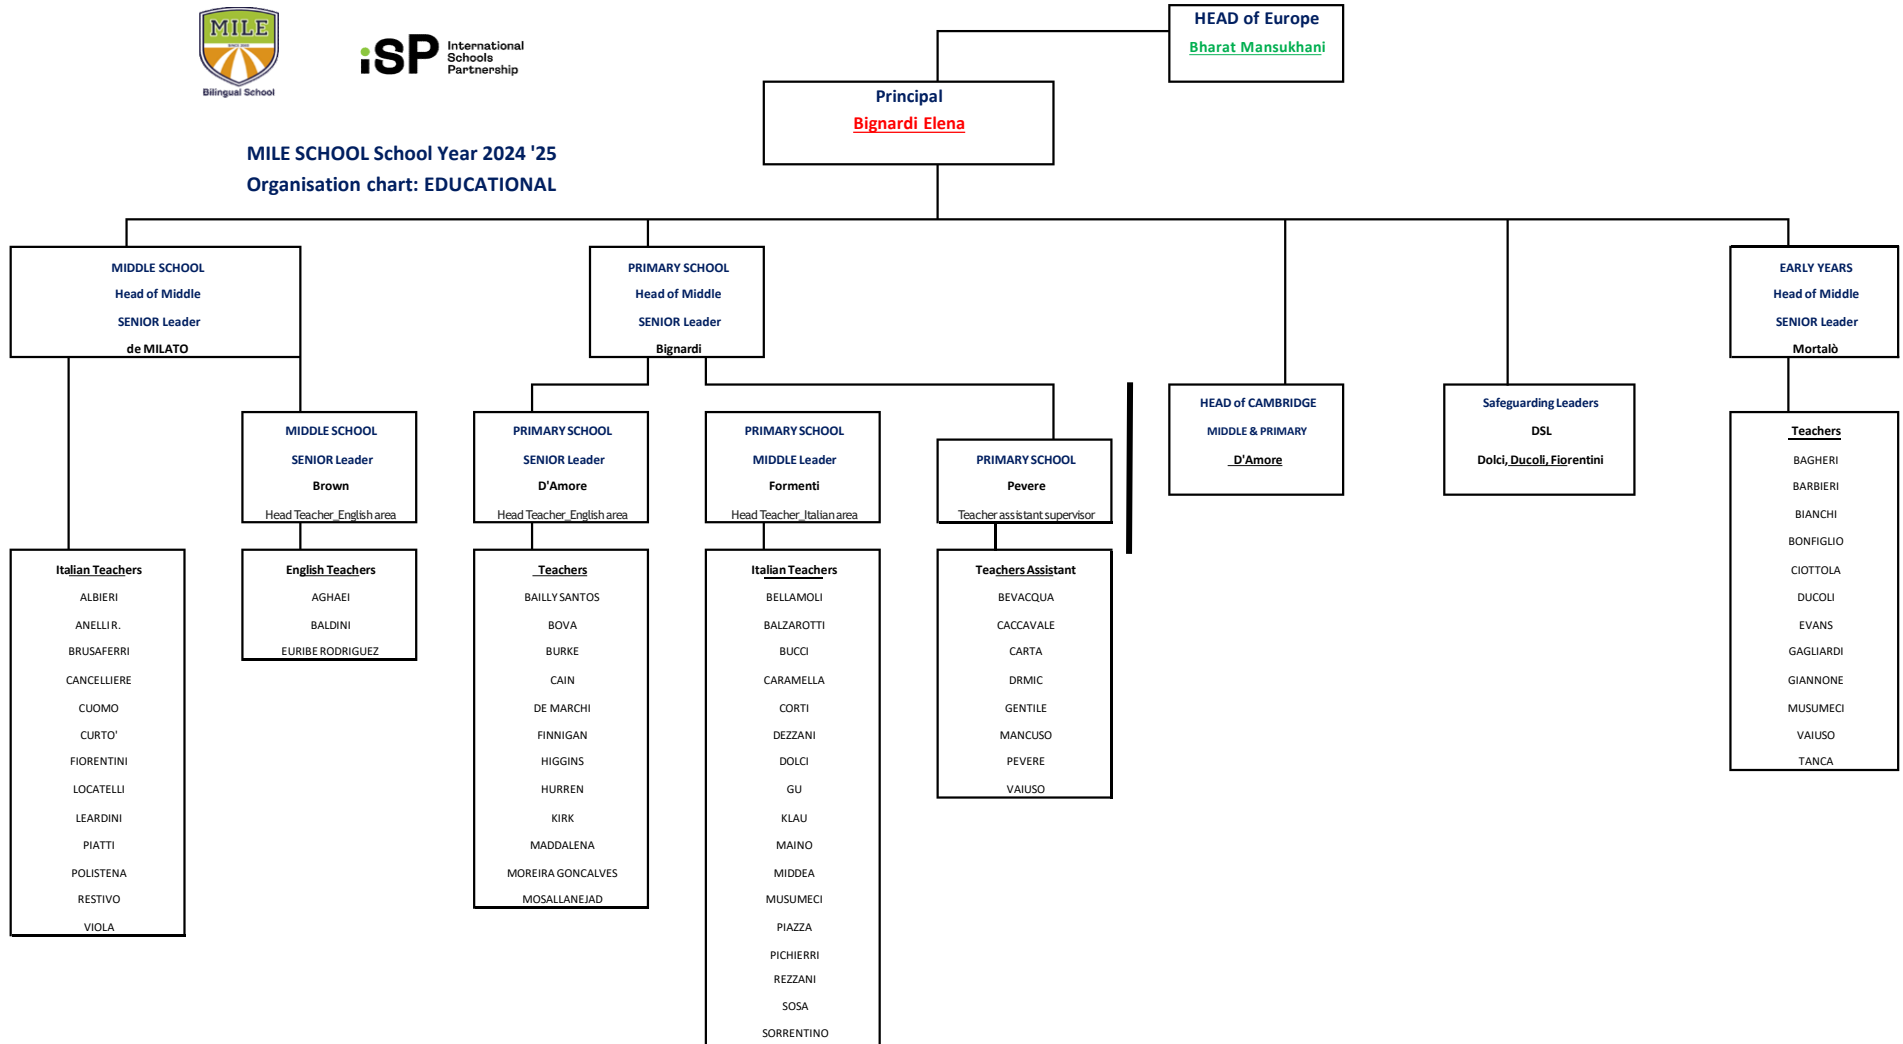 MILE
SINCE 2003
Bilingual School
iSP International
Schools
Partnership
HEAD of Europe
Bharat Mansukhani
Principal
Bignardi Elena
MILE SCHOOL School Year 2024 '25
Organisation chart: EDUCATIONAL
MIDDLE SCHOOL
Head of Middle
SENIOR Leader
de MILATO
PRIMARY SCHOOL
Head of Middle
SENIOR Leader
Bignardi
EARLY YEARS
Head of Middle
SENIOR Leader
Mortalò
MIDDLE SCHOOL
SENIOR Leader
Brown
Head Teacher_English area
PRIMARY SCHOOL
SENIOR Leader
D'Amore
Head Teacher_English area
PRIMARY SCHOOL
MIDDLE Leader
Formenti
Head Teacher_Italian area
PRIMARY SCHOOL
Pevere
Teacher assistant supervisor
HEAD of CAMBRIDGE
MIDDLE & PRIMARY
D'Amore
Safeguarding Leaders
DSL
Dolci, Ducoli, Fiorentini
Italian Teachers
ALBIERI
ANELLI R.
BRUSAFERRI
CANCELLIERE
CUOMO
CURTO'
FIORENTINI
LOCATELLI
LEARDINI
PIATTI
POLISTENA
RESTIVO
VIOLA
English Teachers
AGHAEI
BALDINI
EURIBE RODRIGUEZ
Teachers
BAILLY SANTOS
BOVA
BURKE
CAIN
DE MARCHI
FINNIGAN
HIGGINS
HURREN
KIRK
MADDALENA
MOREIRA GONCALVES
MOSALLANEJAD
Italian Teachers
BELLAMOLI
BALZAROTTI
BUCCI
CARAMELLA
CORTI
DEZZANI
DOLCI
GU
KLAU
MAINO
MIDDEA
MUSUMECI
PIAZZA
PICHIERRI
REZZANI
SOSA
SORRENTINO
Teachers Assistant
BEVACQUA
CACCAVALE
CARTA
DRMIC
GENTILE
MANCUSO
PEVERE
VAIUSO
Teachers
BAGHERI
BARBIERI
BIANCHI
BONFIGLIO
CIOTTOLA
DUCOLI
EVANS
GAGLIARDI
GIANNONE
MUSUMECI
VAIUSO
TANCA